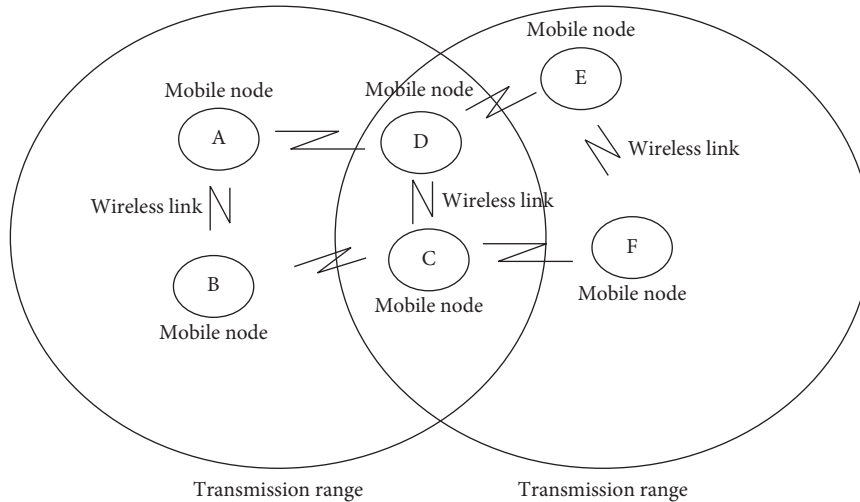 Mobile node
E
Mobile node
A
Mobile node
D
Wireless link
Wireless link
Wireless link
B
Mobile node
C
Mobile node
F
Mobile node
Transmission range
Transmission range